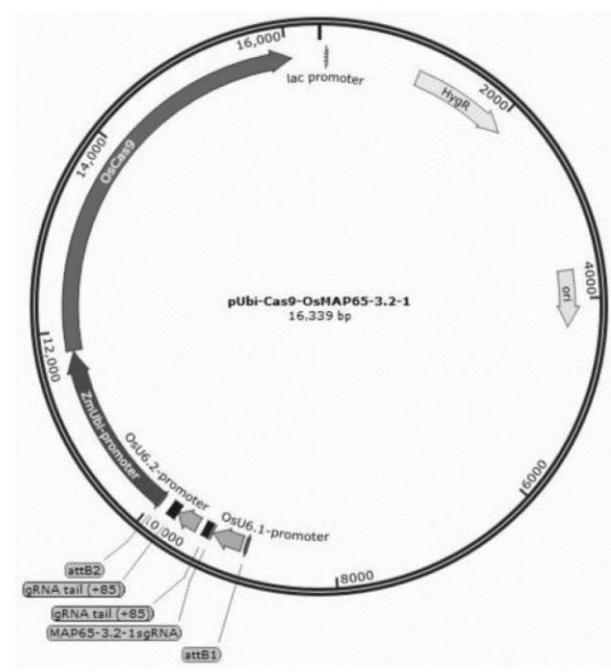 16,000
lac promoter
HygR
2000
14,000
OsCas9
ori
4000
pUbi-Cas9-OsMAP65-3.2-1
16,339 bp
12,000
ZmUbi-promoter
OsU6.2-promoter
OsU6.1-promoter
6000
8000
attB2
gRNA tail (+85)
gRNA tail (+85)
MAP65-3.2-1sgRNA
attB1